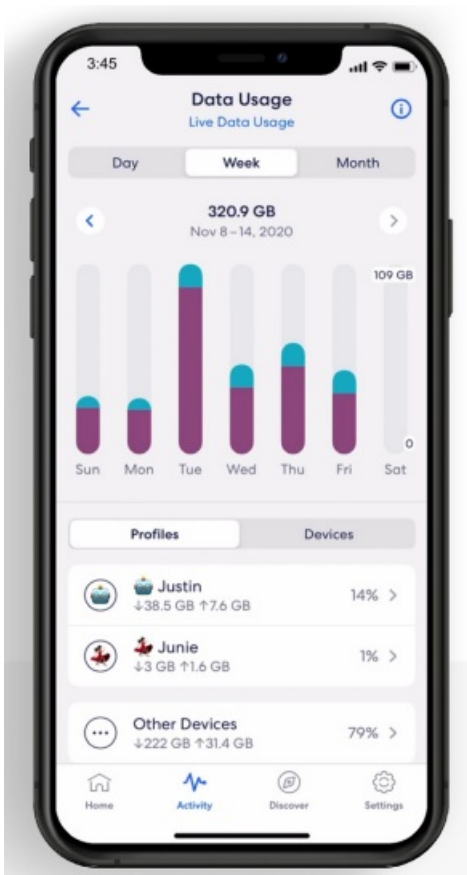 3:45
Data Usage
Live Data Usage
Day Week Month
320.9 GB
Nov 8–14, 2020
109 GB
0
Sun Mon Tue Wed Thu Fri Sat
Profiles Devices
Justin
↓38.5 GB ↑7.6 GB
14%
Junie
↓3 GB ↑1.6 GB
1%
Other Devices
↓222 GB ↑31.4 GB
79%
Home Activity Discover Settings